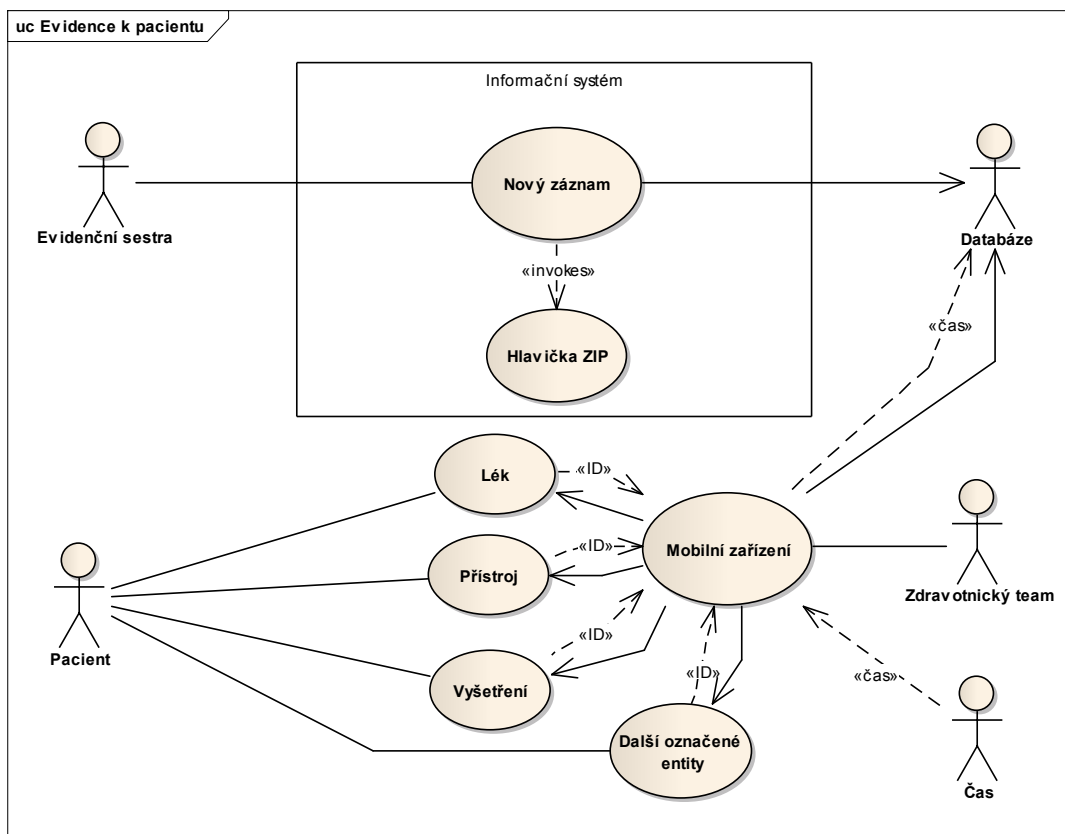 uc Evidence k pacientu
Informační systém
Nový záznam
Evidenční sestra
Databáze
«invokes»
Hlavička ZIP
«čas»
Lék
«ID»
Přístroj
«ID»
Mobilní zařízení
Zdravotnický team
Pacient
«ID»
Vyšetření
«ID»
«čas»
Další označené
entity
Čas